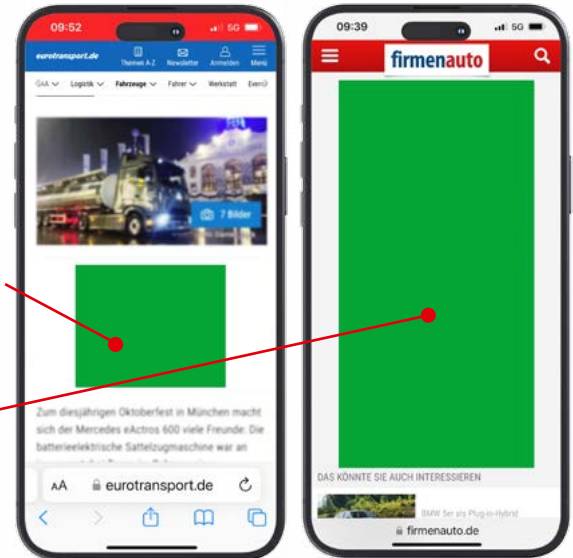 09:52
5G
eurotransport.de
Themen A-Z
Newsletter
Anmelden
Menü
Logistik
Fahrzeuge
Fahrer
Werkstatt
7 Bilder
Zum diesjährigen Oktoberfest in München macht
sich der Mercedes eActros 600 viele Freunde. Die
batterieelektrische Sattelzugmaschine war an
AA
eurotransport.de
09:39
5G
firmenauto
DAS KÖNNTE SIE AUCH INTERESSIEREN
BMW 5er als Plug-in-Hybrid
firmenauto.de